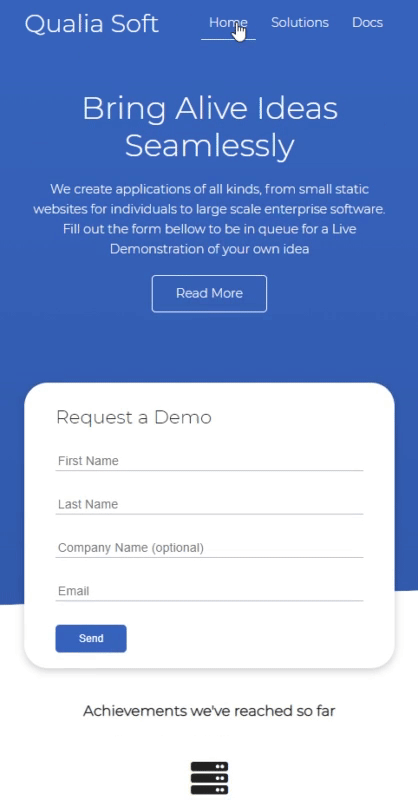 Qualia Soft
Home Solutions Docs
Bring Alive Ideas
Seamlessly
We create applications of all kinds, from small static
websites for individuals to large scale enterprise software.
Fill out the form bellow to be in queue for a Live
Demonstration of your own idea
Read More
Request a Demo
First Name
Last Name
Company Name (optional)
Email
Send
Achievements we've reached so far